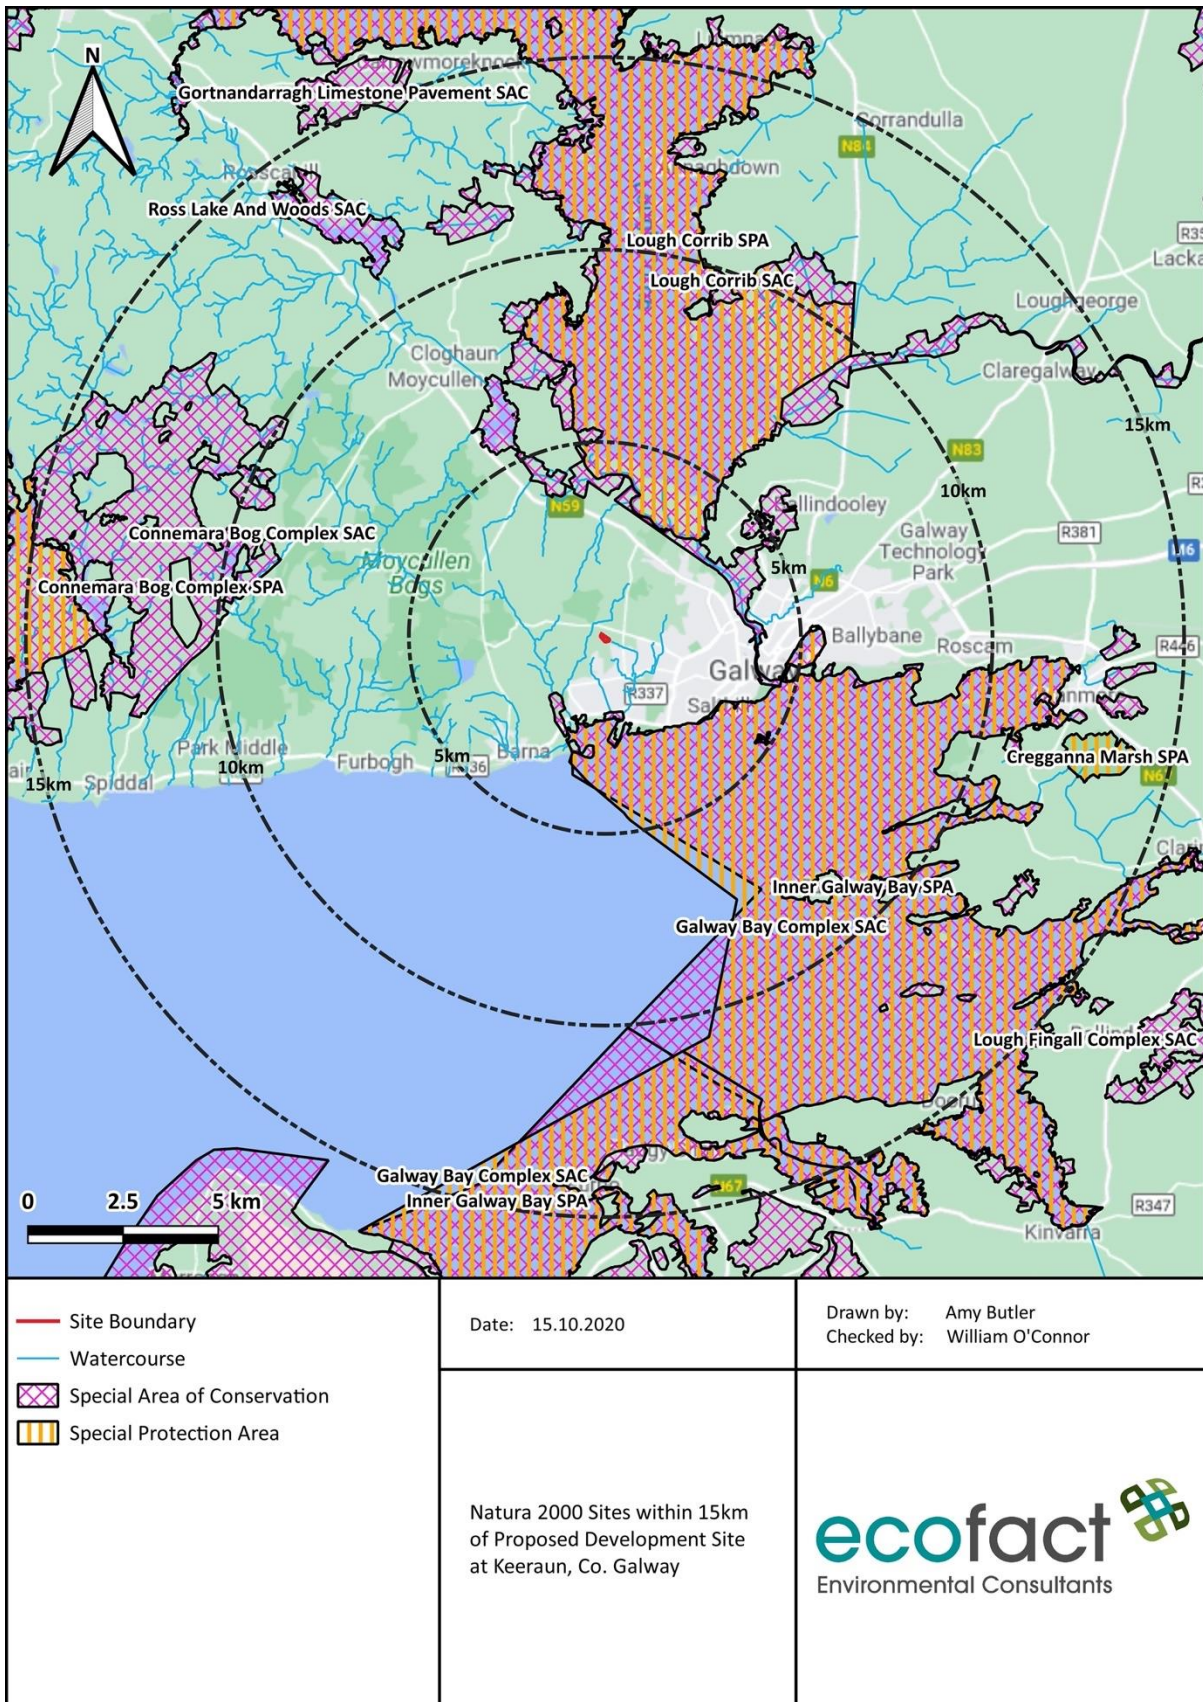 N
Gortnandarragh Limestone Pavement SAC
Corrandulla
N84
Ross Lake And Woods SAC
Lough Corrib SPA
Lough Corrib SAC
Loughgeorge
Cloghaun
Moycullen
Claregalway
15km
N83
10km
N59
Ballindooley
Galway
Technology
Park
R381
M6
Connemara Bog Complex SAC
Moycullen
Bogs
Connemara Bog Complex SPA
5km
N6
Ballybane
Roscam
R446
Galway
R337
Cregganna Marsh SPA
N6
Park Middle
Furbogh
Barna
5km
10km
15km
Spiddal
Inner Galway Bay SPA
Galway Bay Complex SAC
Lough Fingall Complex SAC
Galway Bay Complex SAC
Inner Galway Bay SPA
N67
R347
Kinvarra
0 2.5 5 km
Site Boundary
Watercourse
Special Area of Conservation
Special Protection Area
Date: 15.10.2020
Drawn by: Amy Butler
Checked by: William O'Connor
Natura 2000 Sites within 15km
of Proposed Development Site
at Keeraun, Co. Galway
ecofact
Environmental Consultants